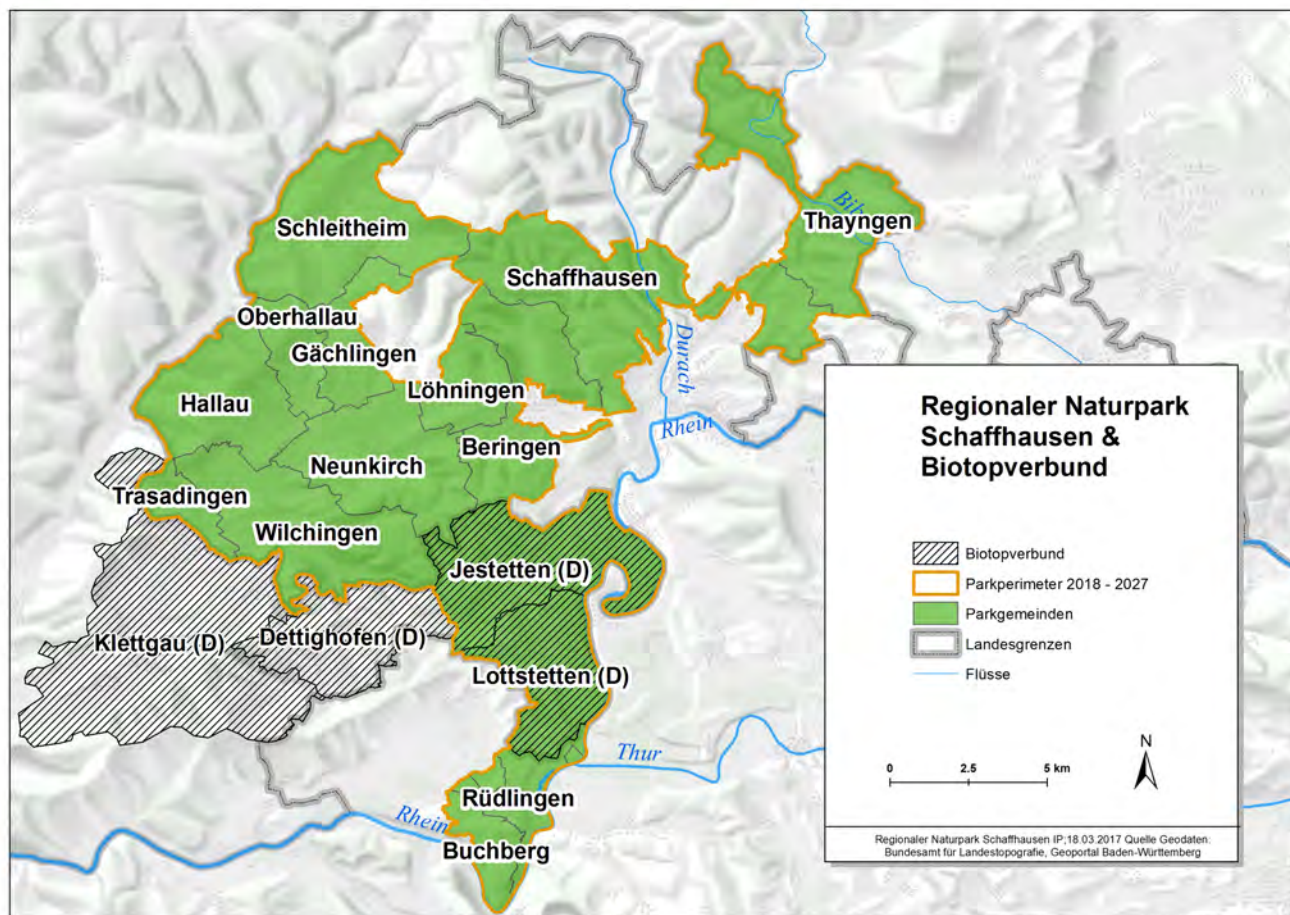 Schleitheim
Bib
Thayngen
Schaffhausen
Oberhallau
Gächlingen
Durach
Löhningen
Hallau
Rhein
Beringen
Neunkirch
Trasadingen
Wilchingen
Jestetten (D)
Klettgau (D)
Dettighofen (D)
Lottstetten (D)
Thur
Rüdlingen
Rhein
Buchberg
Regionaler Naturpark
Schaffhausen &
Biotopverbund
Biotopverbund
Parkperimeter 2018 - 2027
Parkgemeinden
Landesgrenzen
Flüsse
N
0 2.5 5 km
Regionaler Naturpark Schaffhausen IP;18.03.2017 Quelle Geodaten:
Bundesamt für Landestopografie, Geoportal Baden-Württemberg